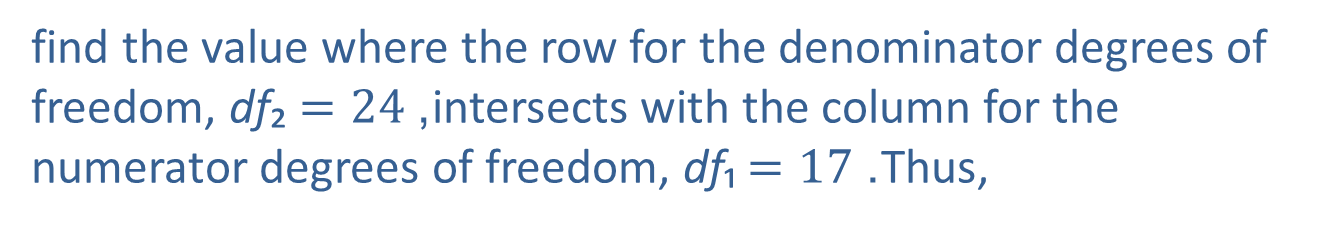 find the value where the row for the denominator degrees of
freedom, df₂ = 24 ,intersects with the column for the
numerator degrees of freedom, df₁ = 17 .Thus,